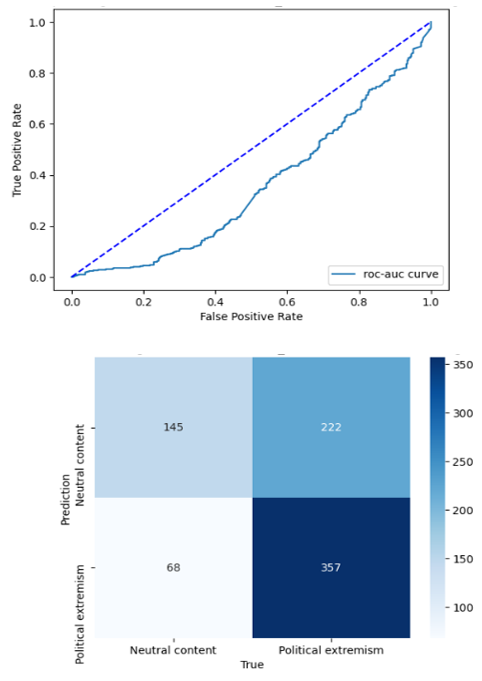 1.0
0.8
0.6
0.4
0.2
0.0
True Positive Rate
roc-auc curve
0.0 0.2 0.4 0.6 0.8 1.0
False Positive Rate
Prediction
Neutral content
Political extremism
145 222
68 357
350
300
250
200
150
100
Neutral content Political extremism
True